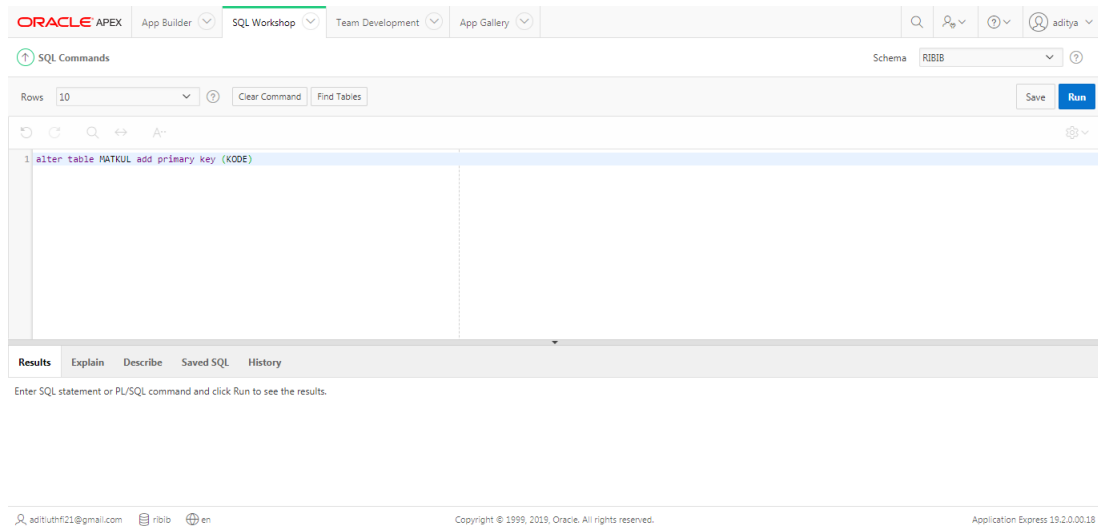 ORACLE APEX App Builder SQL Workshop Team Development App Gallery aditya
SQL Commands Schema RIBIB
Rows 10 Clear Command Find Tables Save Run
A··
1 alter table MATKUL add primary key (KODE)
Results Explain Describe Saved SQL History
Enter SQL statement or PL/SQL command and click Run to see the results.
aditluthfi21@gmail.com ribib en Copyright © 1999, 2019, Oracle. All rights reserved. Application Express 19.2.0.00.18